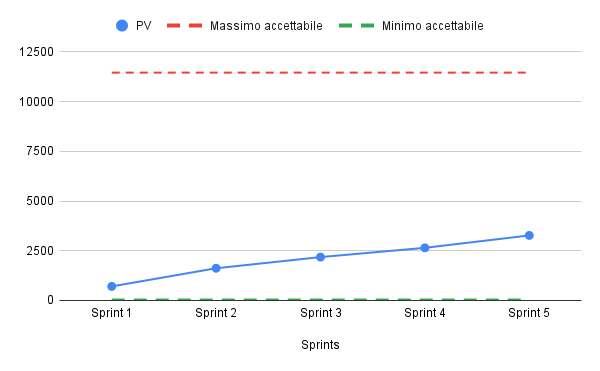 PV Massimo accettabile Minimo accettabile
12500
10000
7500
5000
2500
0
Sprint 1 Sprint 2 Sprint 3 Sprint 4 Sprint 5
Sprints